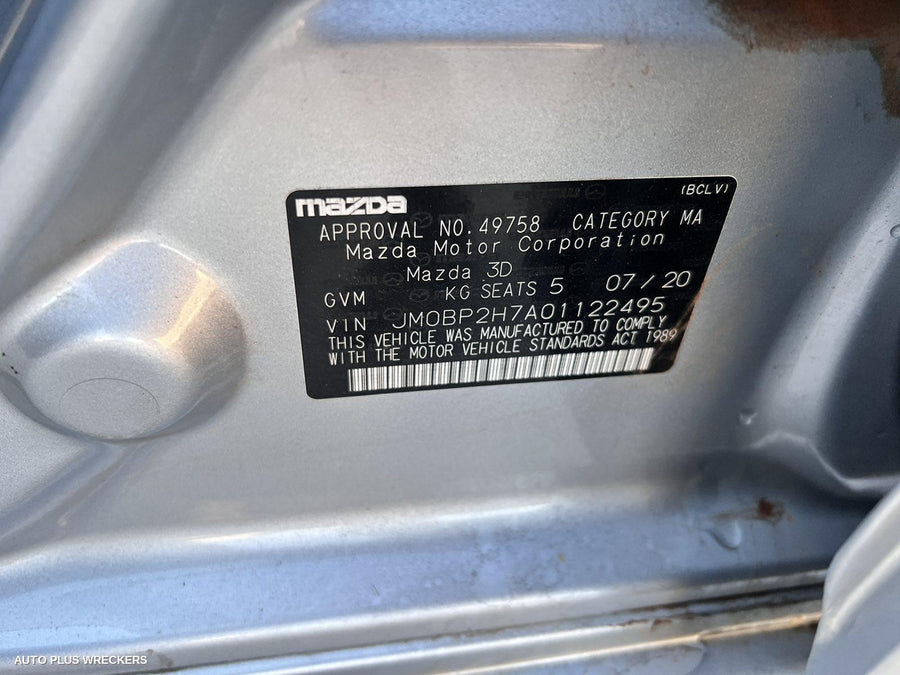 (BCLV)
mazda
APPROVAL NO.49758 CATEGORY MA
Mazda Motor Corporation
Mazda 3D
GVM KG SEATS 5 07/20
VIN JM0BP2H7A01122495
THIS VEHICLE WAS MANUFACTURED TO COMPLY
WITH THE MOTOR VEHICLE STANDARDS ACT 1989
AUTO PLUS WRECKERS